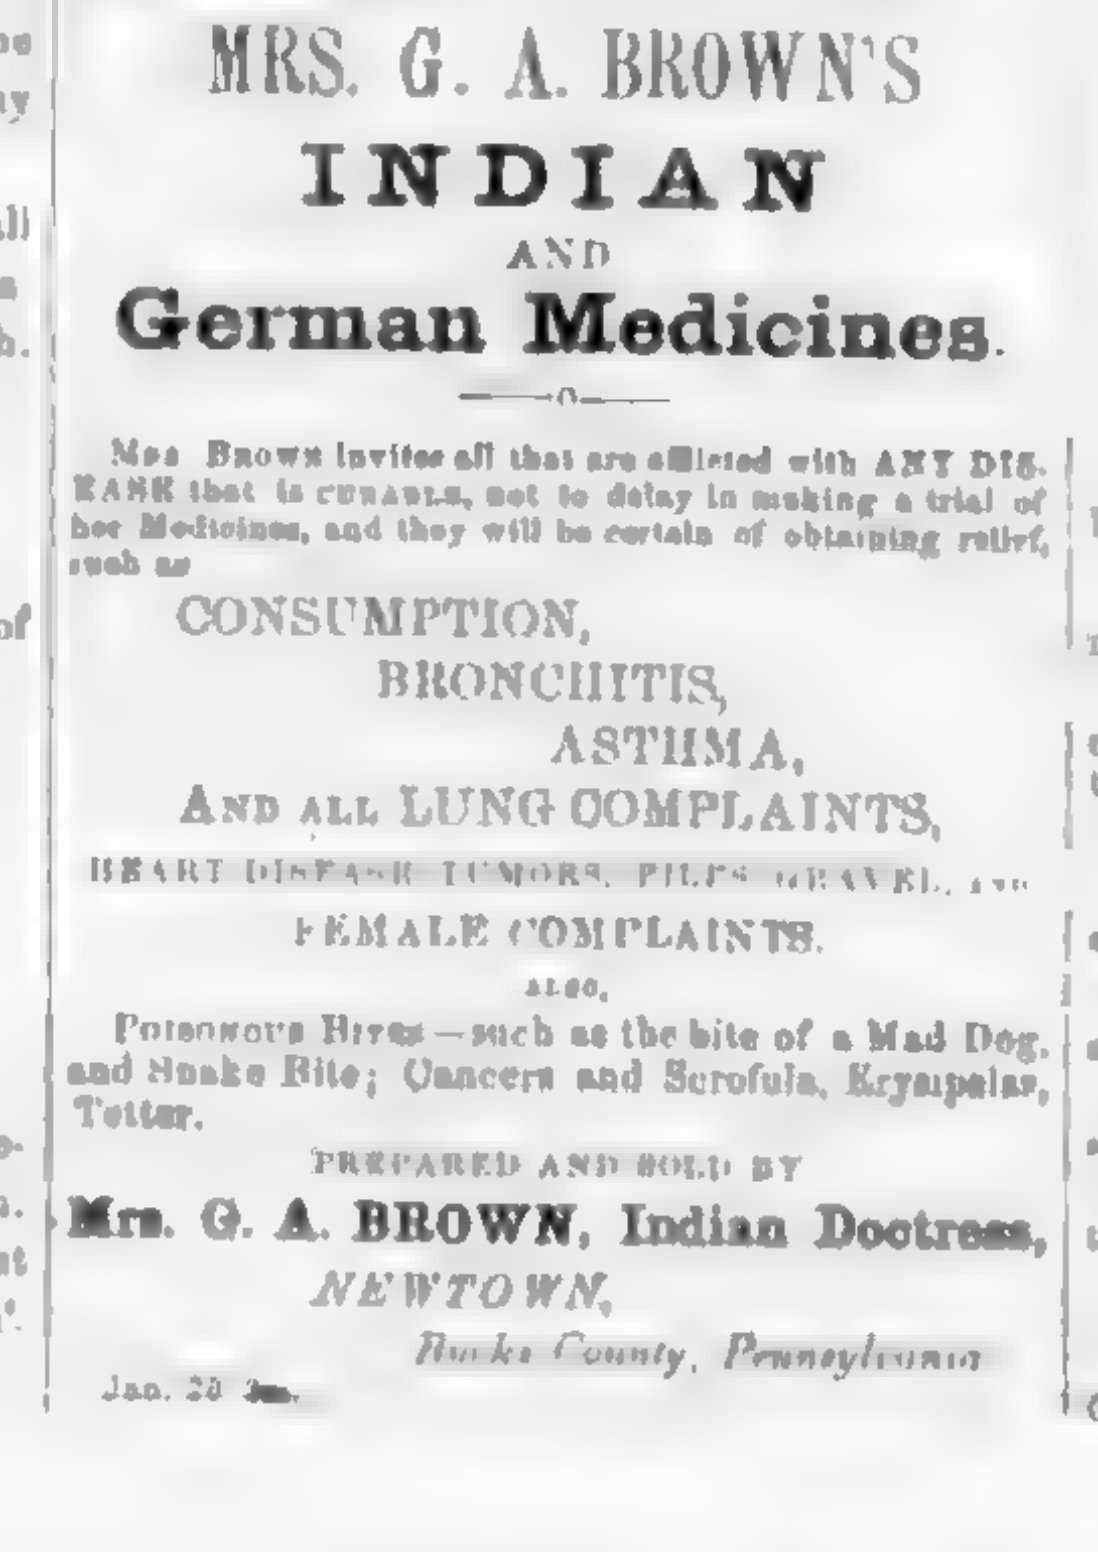 MRS. G. A. BROWN'S
INDIAN
AND
German Medicines.
Mrs Brown invites all that are afflicted with ANY DIS-
EASE that is CURABLE, not to delay in making a trial of
her Medicines, and they will be certain of obtaining relief,
such as
CONSUMPTION,
BRONCHITIS,
ASTHMA,
AND ALL LUNG COMPLAINTS,
HEART DISEASE TUMORS, PILES GRAVEL, AND
FEMALE COMPLAINTS.
ALSO,
POISONOUS BITES—such as the bite of a Mad Dog,
and Snake Bite; Cancers and Scrofula, Erysipelas,
Tetter.
PREPARED AND SOLD BY
Mrs. G. A. BROWN, Indian Doctress,
NEWTOWN,
Bucks County, Pennsylvania
Jan. 20